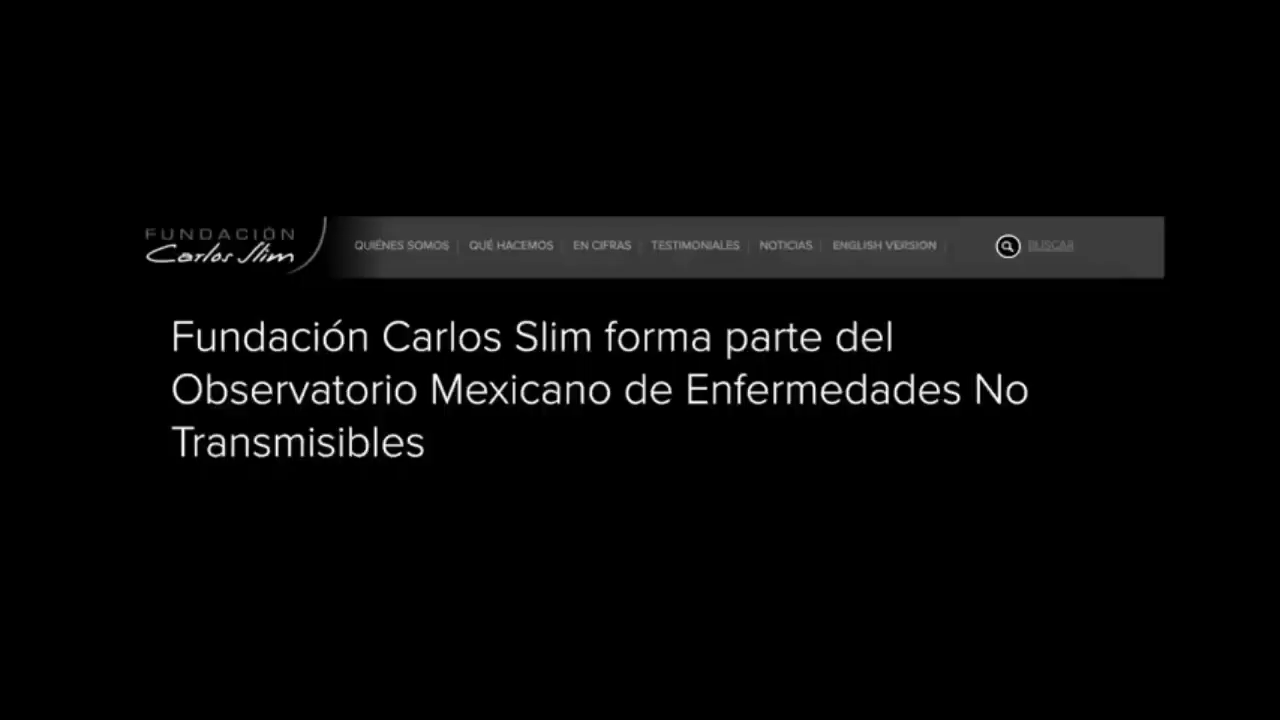 FUNDACIÓN
Carlos Slim
QUIÉNES SOMOS | QUÉ HACEMOS | EN CIFRAS | TESTIMONIALES | NOTICIAS | ENGLISH VERSION |
BUSCAR
Fundación Carlos Slim forma parte del
Observatorio Mexicano de Enfermedades No
Transmisibles